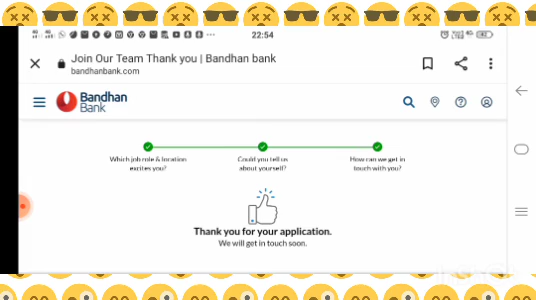 22:54
Join Our Team Thank you | Bandhan bank
bandhanbank.com
Bandhan
Bank
Which job role & location
excites you?
Could you tell us
about yourself?
How can we get in
touch with you?
Thank you for your application.
We will get in touch soon.